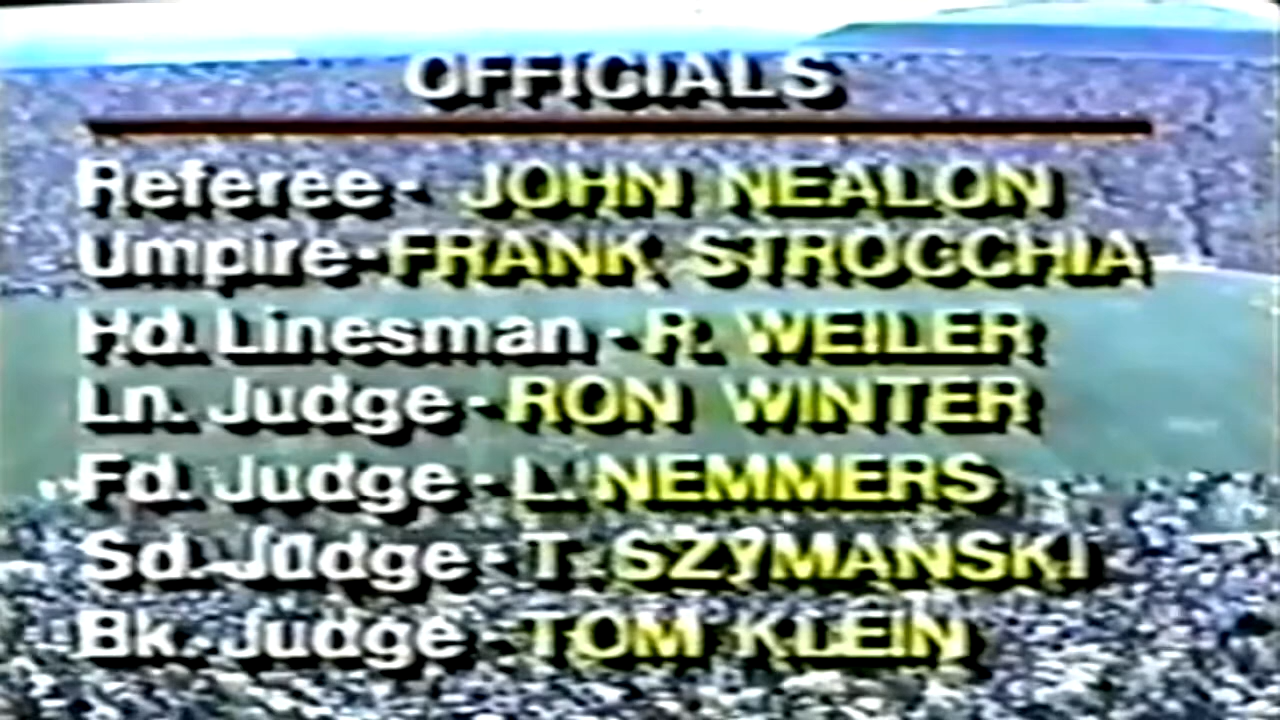 OFFICIALS
Referee - JOHN NEALON
Umpire - FRANK STROCCHIA
Hd. Linesman - R. WEILER
Ln. Judge - RON WINTER
Fd. Judge - L. NEMMERS
Sd. Judge - T. SZYMANSKI
Bk. Judge - TOM KLEIN